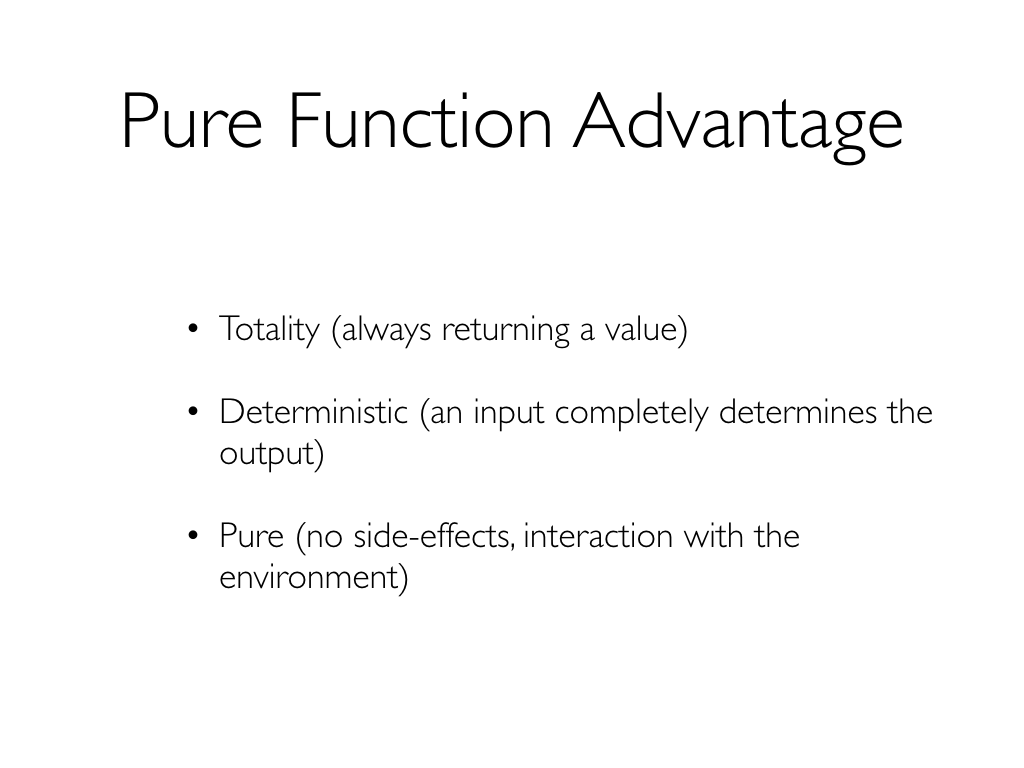 Pure Function Advantage
• Totality (always returning a value)
• Deterministic (an input completely determines the
output)
• Pure (no side-effects, interaction with the
environment)